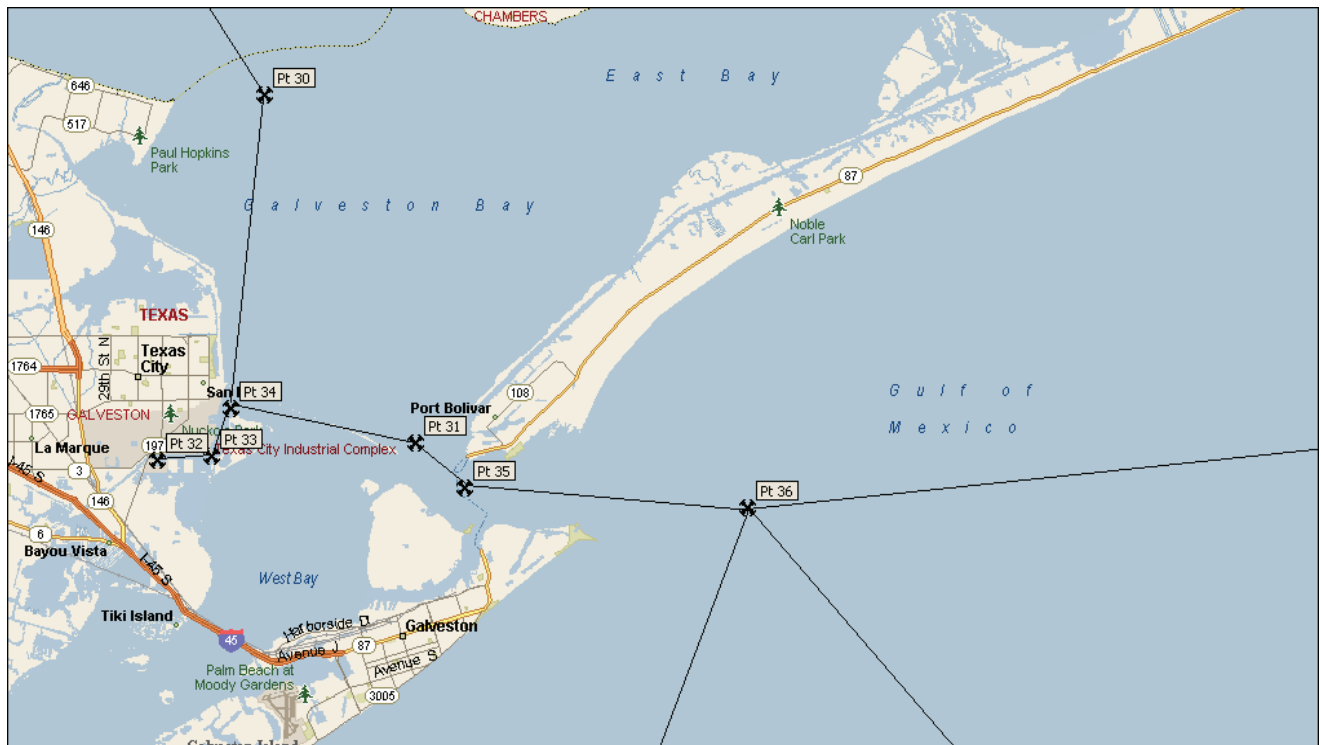 CHAMBERS
Pt 30
East Bay
646
517
Paul Hopkins
Park
87
Galveston Bay
146
Noble
Carl Park
TEXAS
29th St N
Texas
City
1764
Pt 34
Gulf of
Mexico
108
Port Bolivar
1765
GALVESTON
Pt 31
197
Pt 32
Pt 33
Texas City Industrial Complex
La Marque
3
I-45 S
Pt 35
Pt 36
146
6
Bayou Vista
I-45 S
West Bay
Tiki Island
45
Harborside D
Galveston
87
Avenue J
Avenue S
Palm Beach at
Moody Gardens
3005
Galveston Island